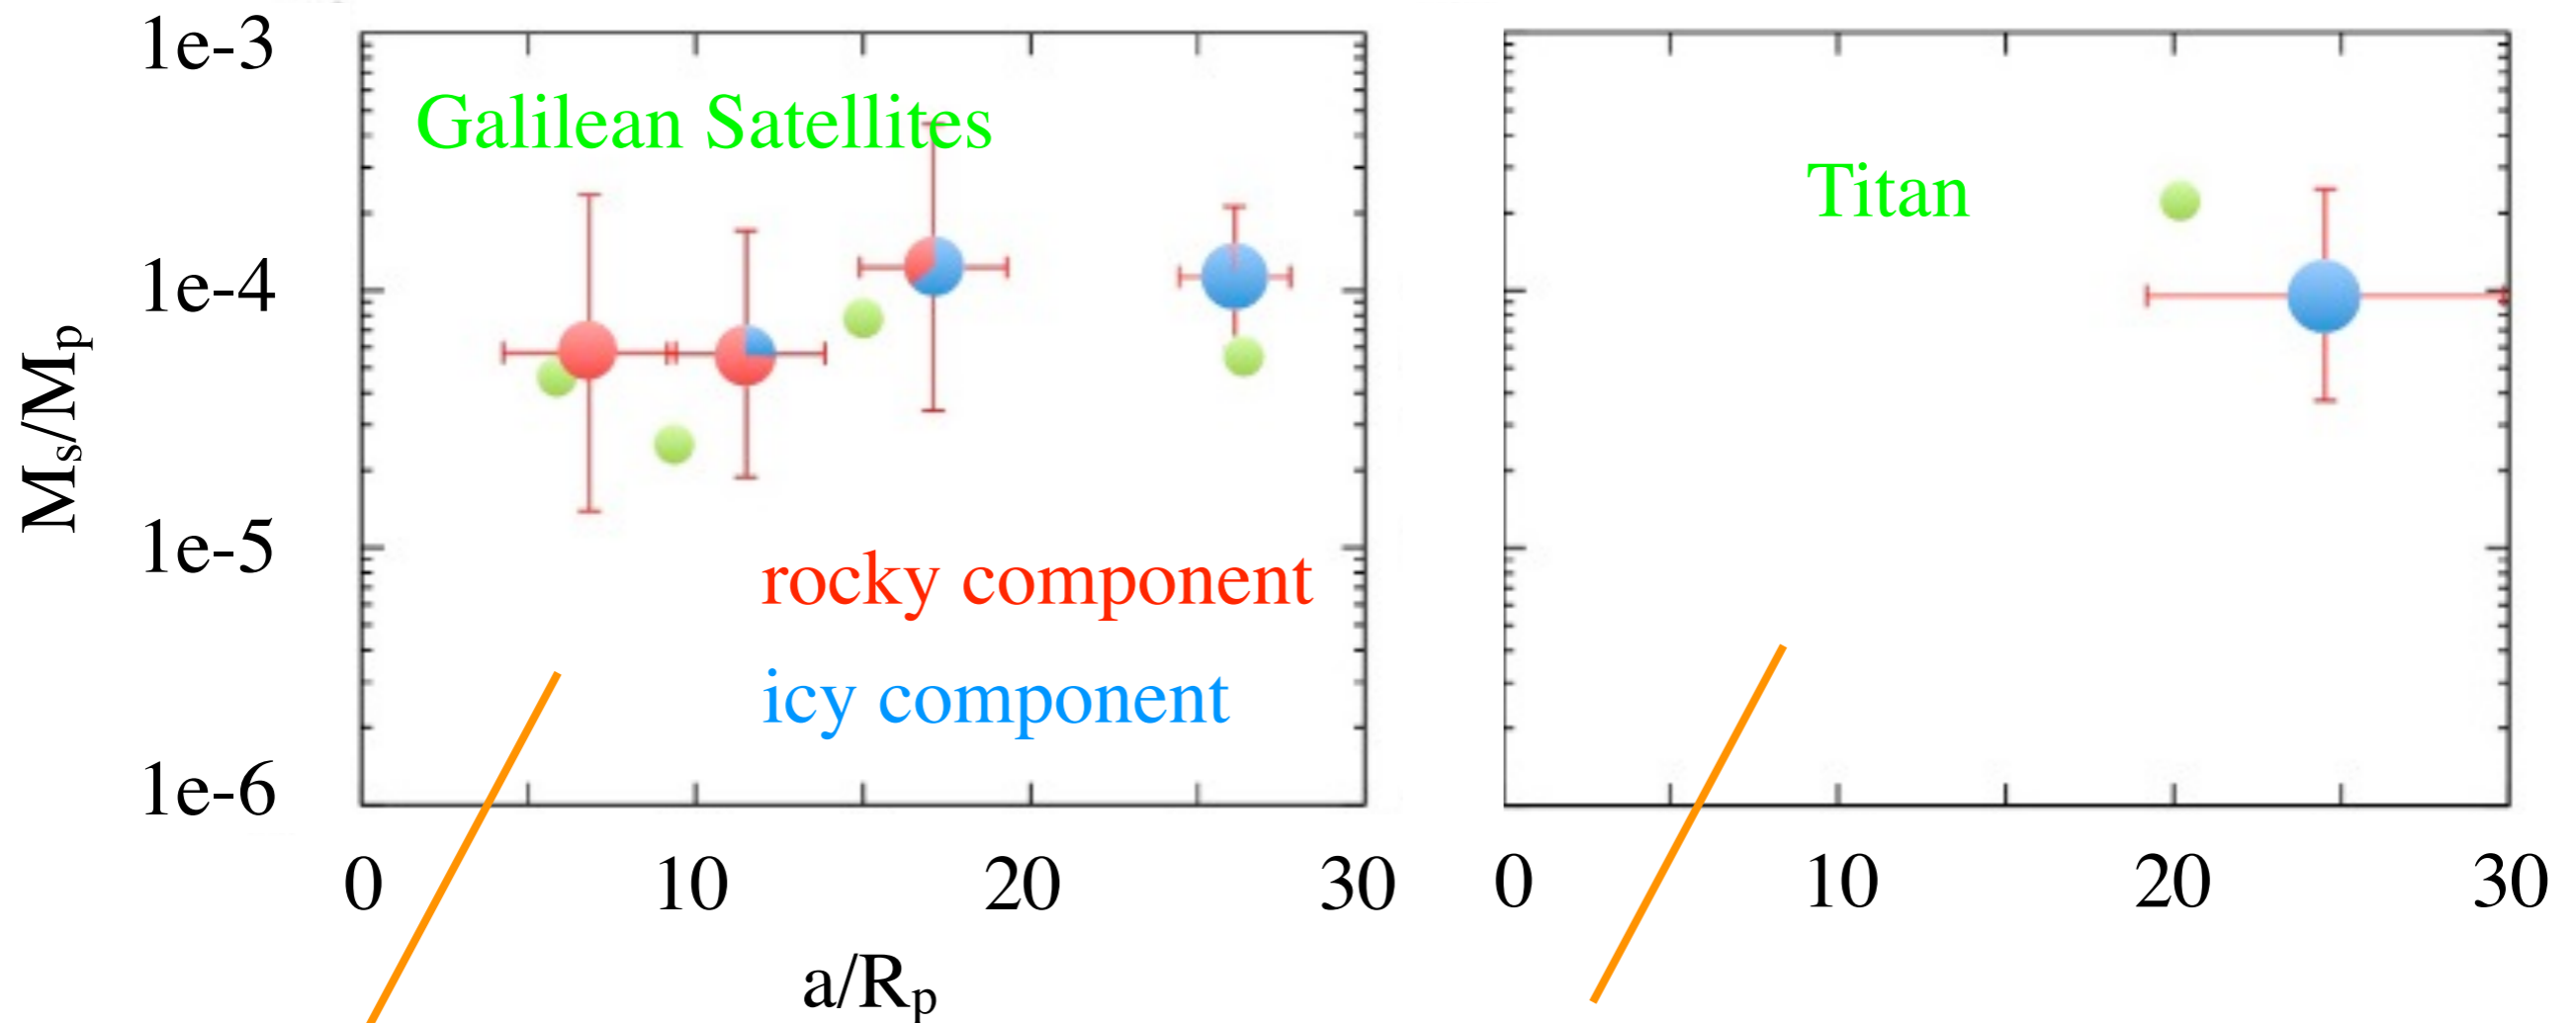 1e-3
1e-4
1e-5
1e-6
Ms/Mp
Galilean Satellites
rocky component
icy component
0 10 20 30
a/Rp
Titan
0 10 20 30